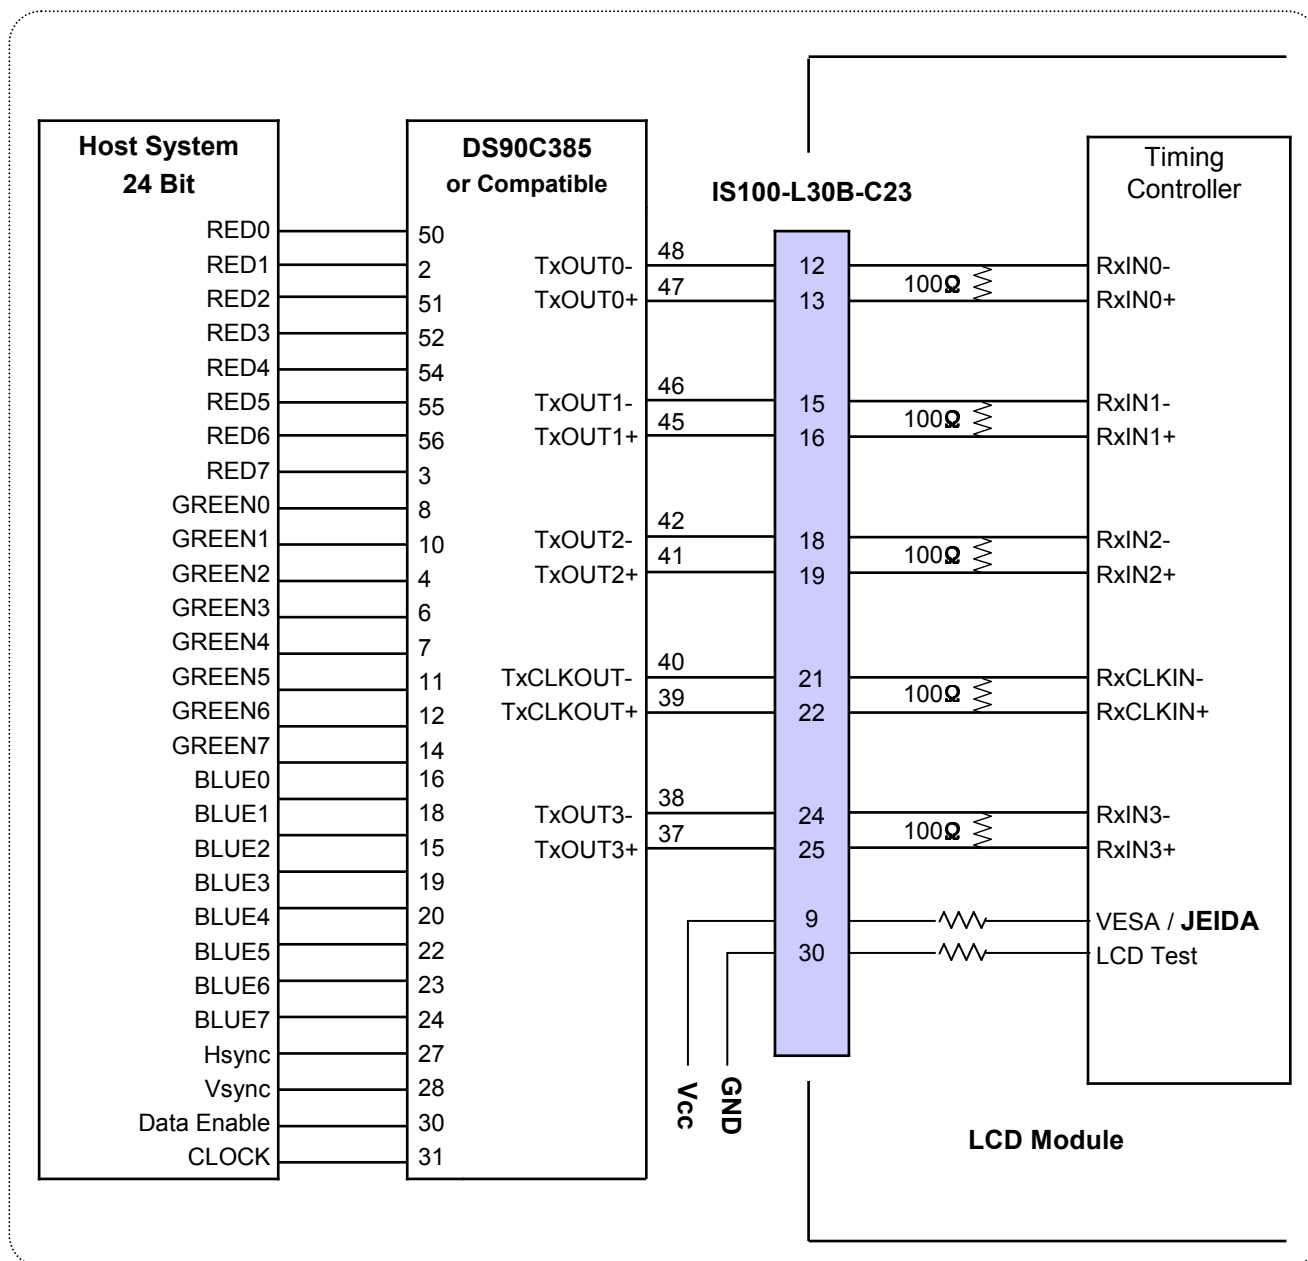 Host System
24 Bit
RED0
RED1
RED2
RED3
RED4
RED5
RED6
RED7
GREEN0
GREEN1
GREEN2
GREEN3
GREEN4
GREEN5
GREEN6
GREEN7
BLUE0
BLUE1
BLUE2
BLUE3
BLUE4
BLUE5
BLUE6
BLUE7
Hsync
Vsync
Data Enable
CLOCK
DS90C385
or Compatible
50
2
51
52
54
55
56
3
8
10
4
6
7
11
12
14
16
18
15
19
20
22
23
24
27
28
30
31
TxOUT0-
TxOUT0+
TxOUT1-
TxOUT1+
TxOUT2-
TxOUT2+
TxCLKOUT-
TxCLKOUT+
TxOUT3-
TxOUT3+
48
47
46
45
42
41
40
39
38
37
Vcc
GND
IS100-L30B-C23
12
13
15
16
18
19
21
22
24
25
9
30
100Ω
100Ω
100Ω
100Ω
100Ω
Timing
Controller
RxIN0-
RxIN0+
RxIN1-
RxIN1+
RxIN2-
RxIN2+
RxCLKIN-
RxCLKIN+
RxIN3-
RxIN3+
VESA / JEIDA
LCD Test
LCD Module